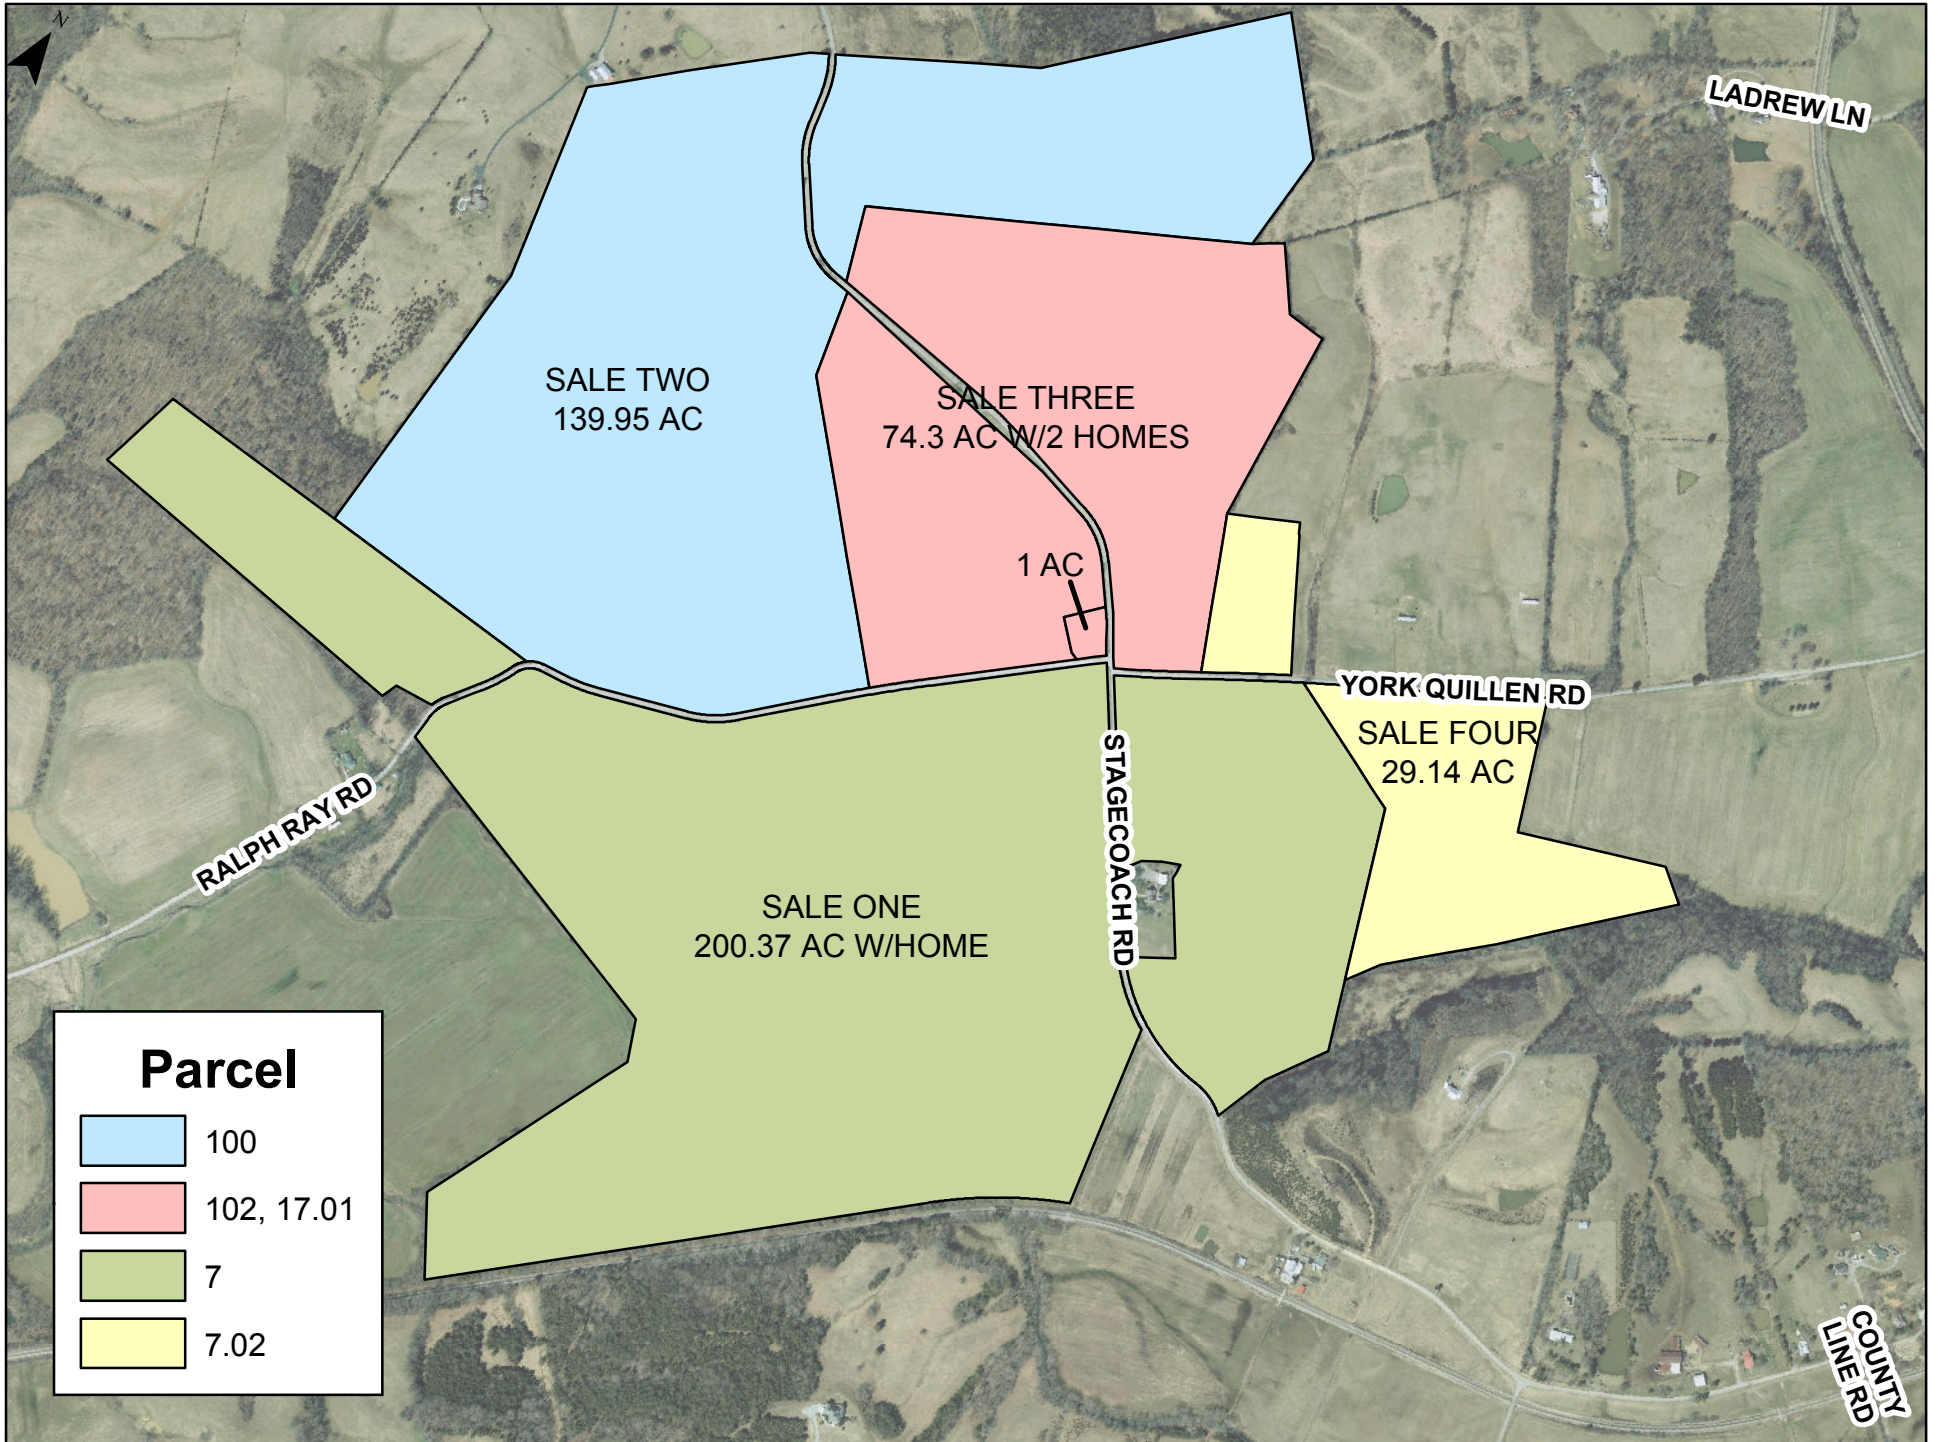 N
LADREW LN
SALE TWO
139.95 AC
SALE THREE
74.3 AC W/2 HOMES
1 AC
YORK QUILLEN RD
SALE FOUR
29.14 AC
STAGECOACH RD
RALPH RAY RD
SALE ONE
200.37 AC W/HOME
Parcel
100
102, 17.01
7
7.02
COUNTY
LINE RD